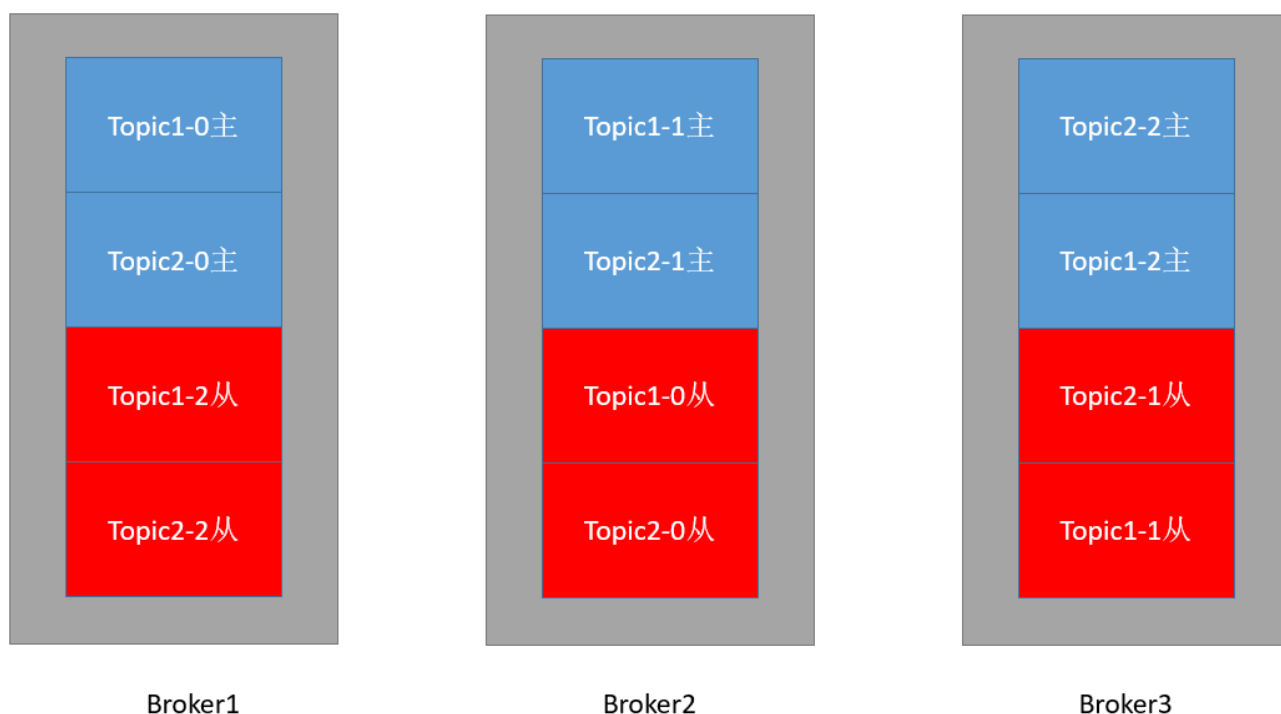 Topic1-0主
Topic2-0主
Topic1-2从
Topic2-2从
Broker1
Topic1-1主
Topic2-1主
Topic1-0从
Topic2-0从
Broker2
Topic2-2主
Topic1-2主
Topic2-1从
Topic1-1从
Broker3